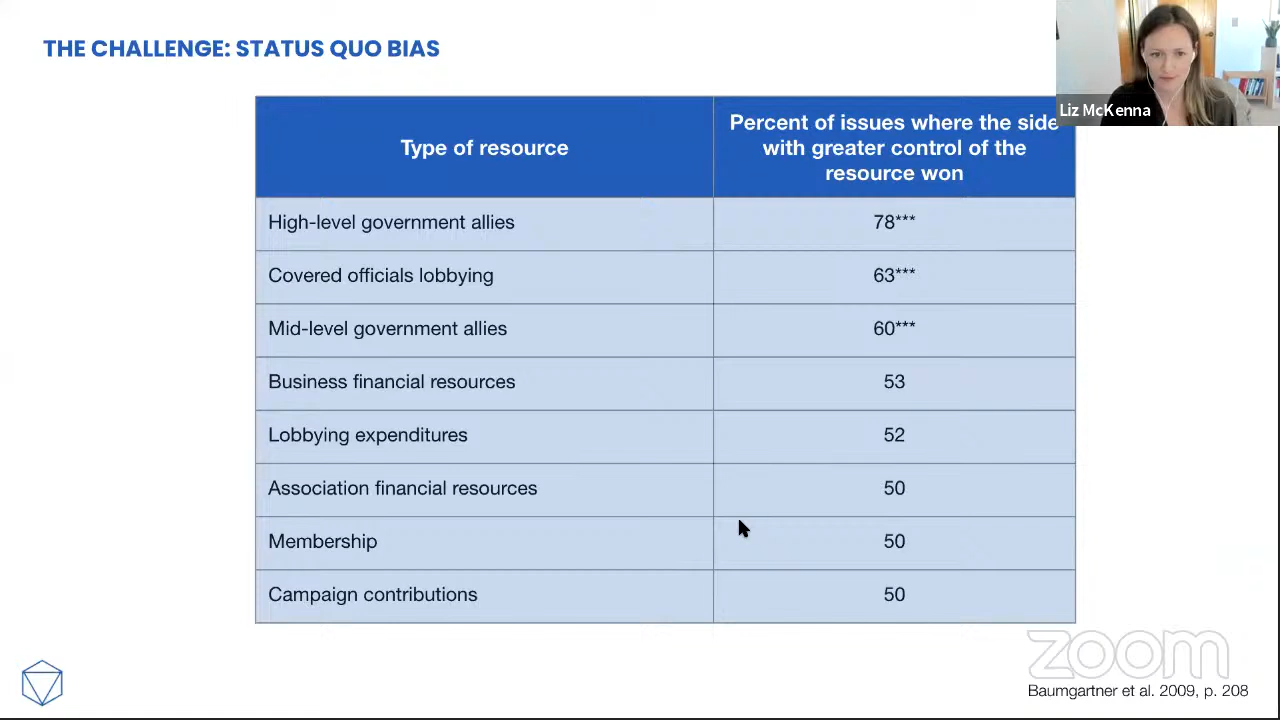 THE CHALLENGE: STATUS QUO BIAS
Liz McKenna
Type of resource
Percent of issues where the side
with greater control of the
resource won
High-level government allies
78***
Covered officials lobbying
63***
Mid-level government allies
60***
Business financial resources
53
Lobbying expenditures
52
Association financial resources
50
Membership
50
Campaign contributions
50
zoom
Baumgartner et al. 2009, p. 208